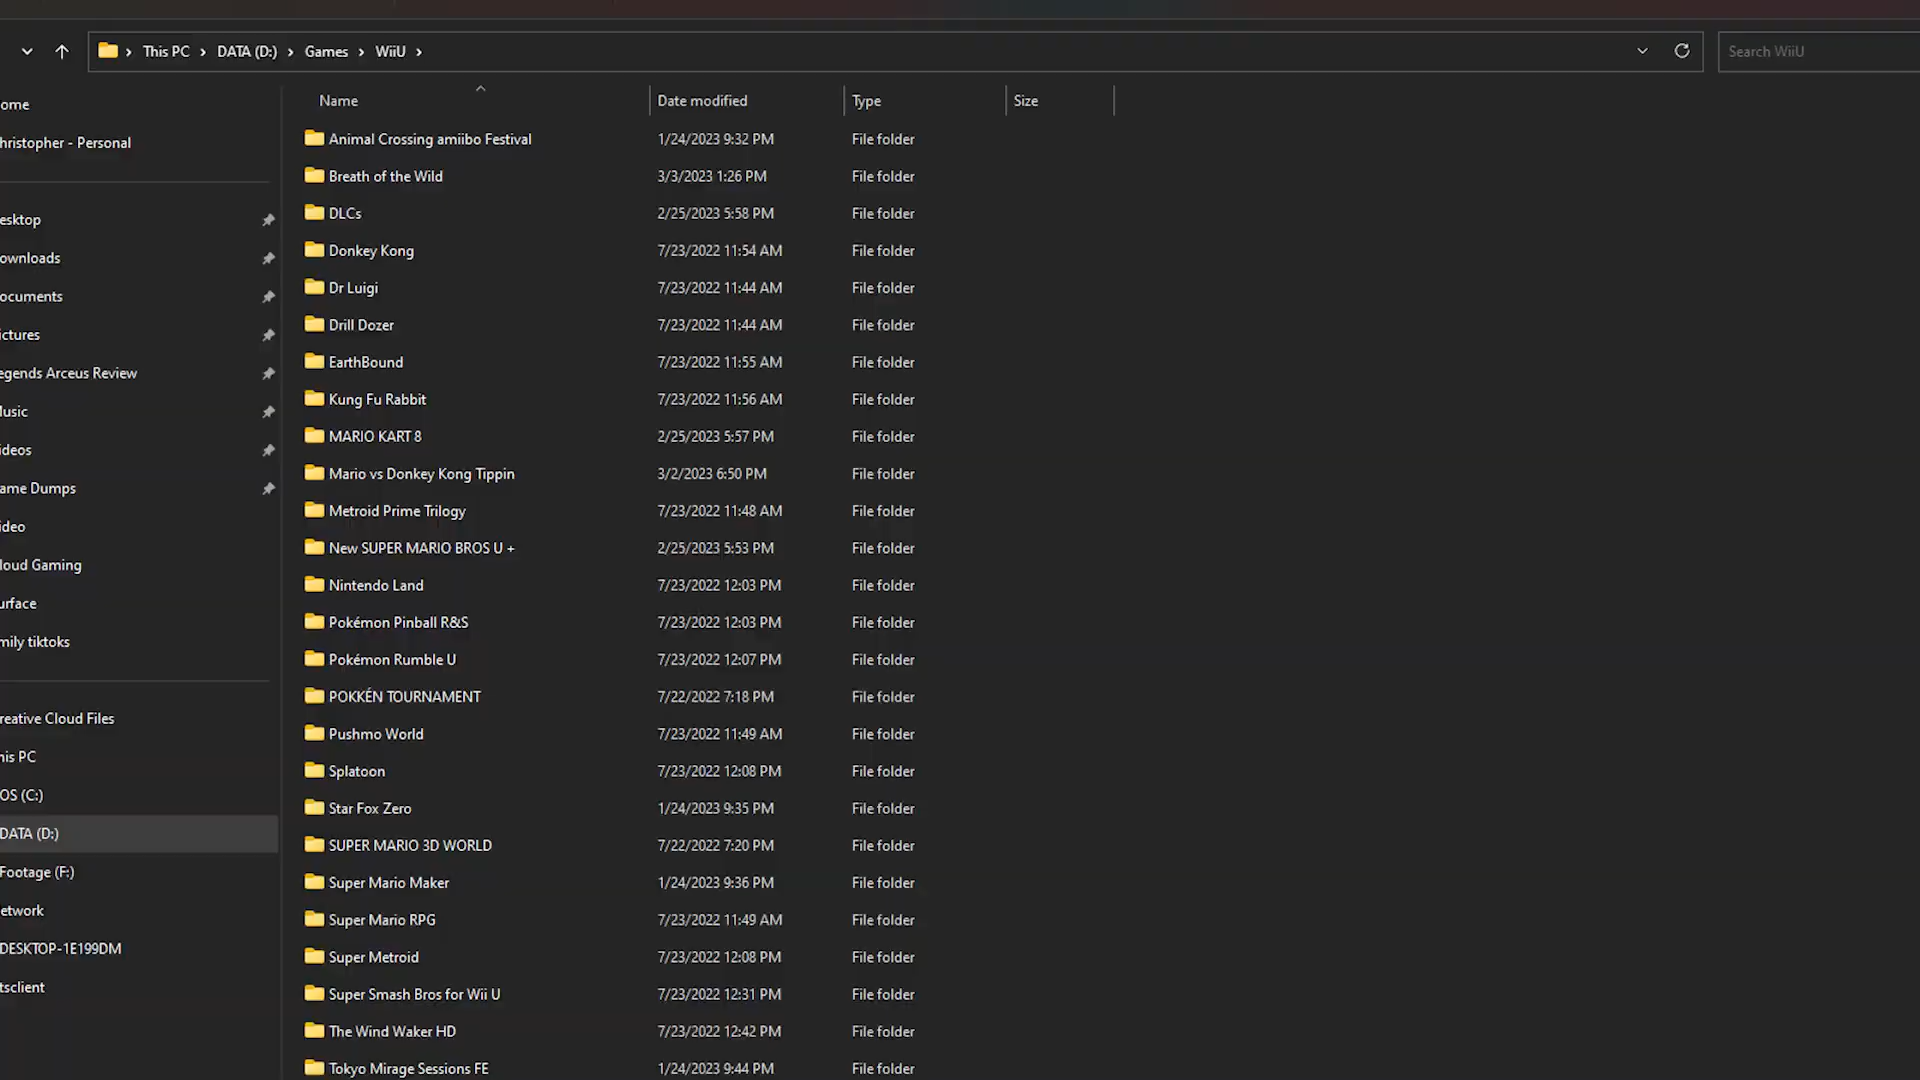 This PC > DATA (D:) > Games > WiiU >
Search WiiU
ome
hristopher - Personal
esktop
ownloads
ocuments
ictures
egends Arceus Review
usic
ideos
ame Dumps
ideo
loud Gaming
urface
mily tiktoks
reative Cloud Files
his PC
OS (C:)
DATA (D:)
Footage (F:)
etwork
DESKTOP-1E199DM
tsclient
Name Date modified Type Size
Animal Crossing amiibo Festival 1/24/2023 9:32 PM File folder
Breath of the Wild 3/3/2023 1:26 PM File folder
DLCs 2/25/2023 5:58 PM File folder
Donkey Kong 7/23/2022 11:54 AM File folder
Dr Luigi 7/23/2022 11:44 AM File folder
Drill Dozer 7/23/2022 11:44 AM File folder
EarthBound 7/23/2022 11:55 AM File folder
Kung Fu Rabbit 7/23/2022 11:56 AM File folder
MARIO KART 8 2/25/2023 5:57 PM File folder
Mario vs Donkey Kong Tippin 3/2/2023 6:50 PM File folder
Metroid Prime Trilogy 7/23/2022 11:48 AM File folder
New SUPER MARIO BROS U + 2/25/2023 5:53 PM File folder
Nintendo Land 7/23/2022 12:03 PM File folder
Pokémon Pinball R&S 7/23/2022 12:03 PM File folder
Pokémon Rumble U 7/23/2022 12:07 PM File folder
POKKÉN TOURNAMENT 7/22/2022 7:18 PM File folder
Pushmo World 7/23/2022 11:49 AM File folder
Splatoon 7/23/2022 12:08 PM File folder
Star Fox Zero 1/24/2023 9:35 PM File folder
SUPER MARIO 3D WORLD 7/22/2022 7:20 PM File folder
Super Mario Maker 1/24/2023 9:36 PM File folder
Super Mario RPG 7/23/2022 11:49 AM File folder
Super Metroid 7/23/2022 12:08 PM File folder
Super Smash Bros for Wii U 7/23/2022 12:31 PM File folder
The Wind Waker HD 7/23/2022 12:42 PM File folder
Tokyo Mirage Sessions FE 1/24/2023 9:44 PM File folder